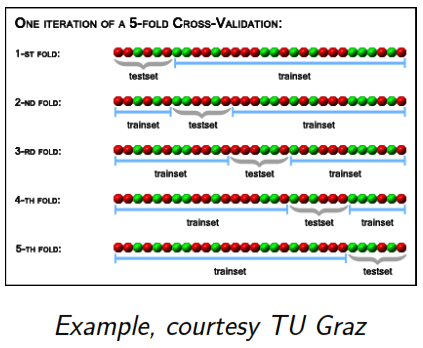 ONE ITERATION OF A 5-FOLD CROSS-VALIDATION:
1-ST FOLD:
testset trainset
2-ND FOLD:
trainset testset trainset
3-RD FOLD:
trainset testset trainset
4-TH FOLD:
trainset testset trainset
5-TH FOLD:
trainset testset
Example, courtesy TU Graz